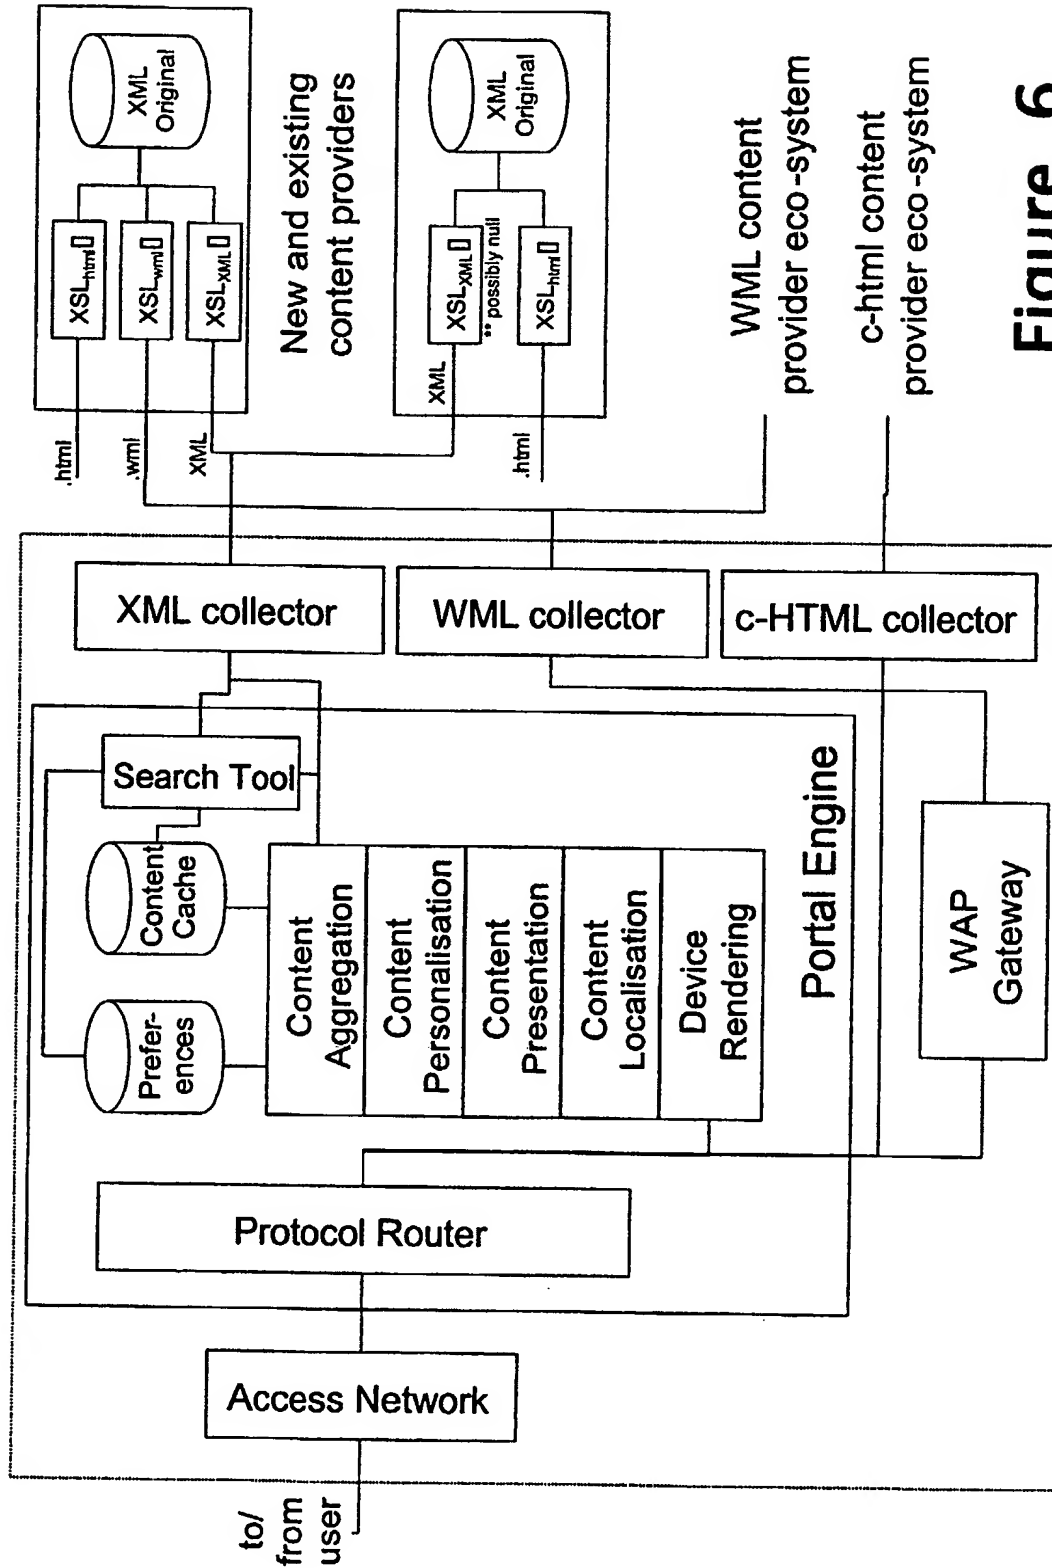 to/
from
user
Access Network
Protocol Router
Prefer-
ences
Content
Cache
Search Tool
Content
Aggregation
Content
Personalisation
Content
Presentation
Content
Localisation
Device
Rendering
Portal Engine
WAP
Gateway
XML collector
WML collector
c-HTML collector
.html
.wml
XML
XSLhtml[]
XSLwml[]
XSLXML[]
XML
Original
New and existing
content providers
XML
.html
XSLXML[]
** possibly null
XSLhtml[]
XML
Original
WML content
provider eco-system
c-html content
provider eco-system
Figure 6